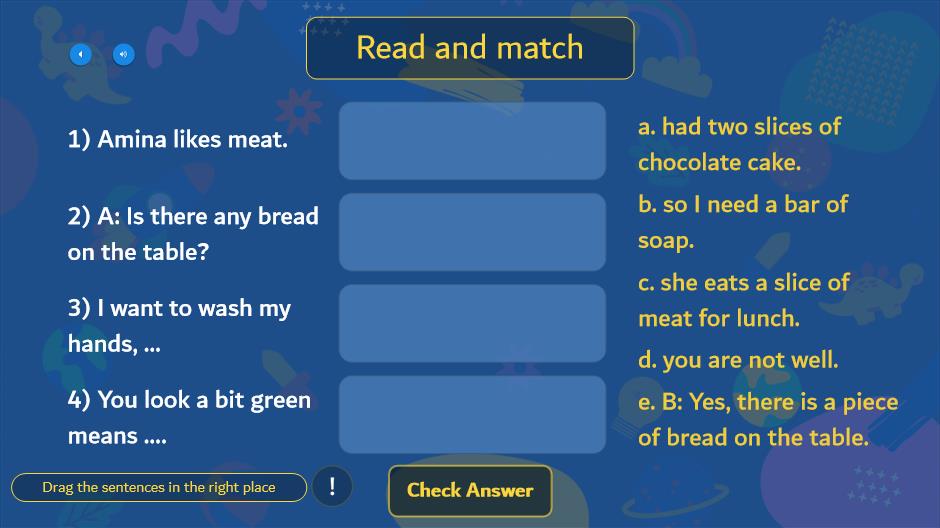 Read and match
1) Amina likes meat.
2) A: Is there any bread
on the table?
3) I want to wash my
hands, ...
4) You look a bit green
means ....
a. had two slices of
chocolate cake.
b. so I need a bar of
soap.
c. she eats a slice of
meat for lunch.
d. you are not well.
e. B: Yes, there is a piece
of bread on the table.
Drag the sentences in the right place
!
Check Answer